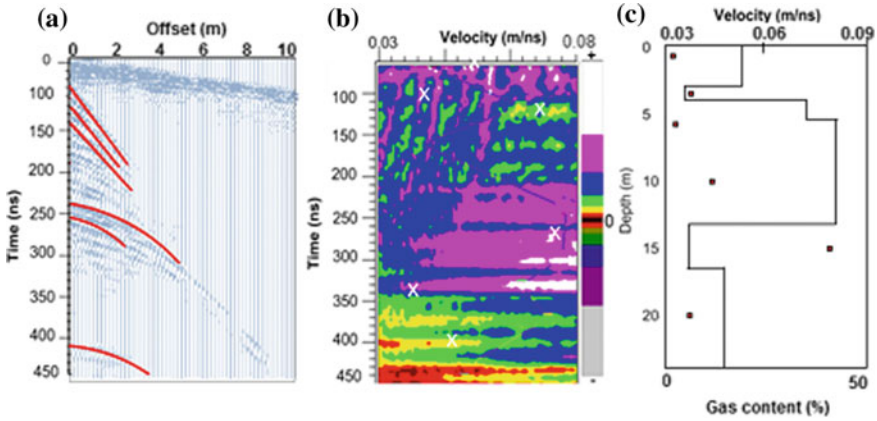 (a)
Offset (m)
0 2 4 6 8 10
Time (ns)
0
100
150
200
250
300
350
400
450
(b)
Velocity (m/ns)
0.03 0.08
+
Time (ns)
100
150
200
250
300
350
400
450
X
X
X
X
X
0
-
(c)
Velocity (m/ns)
0.03 0.06 0.09
Depth (m)
0
5
10
15
20
0 50
Gas content (%)